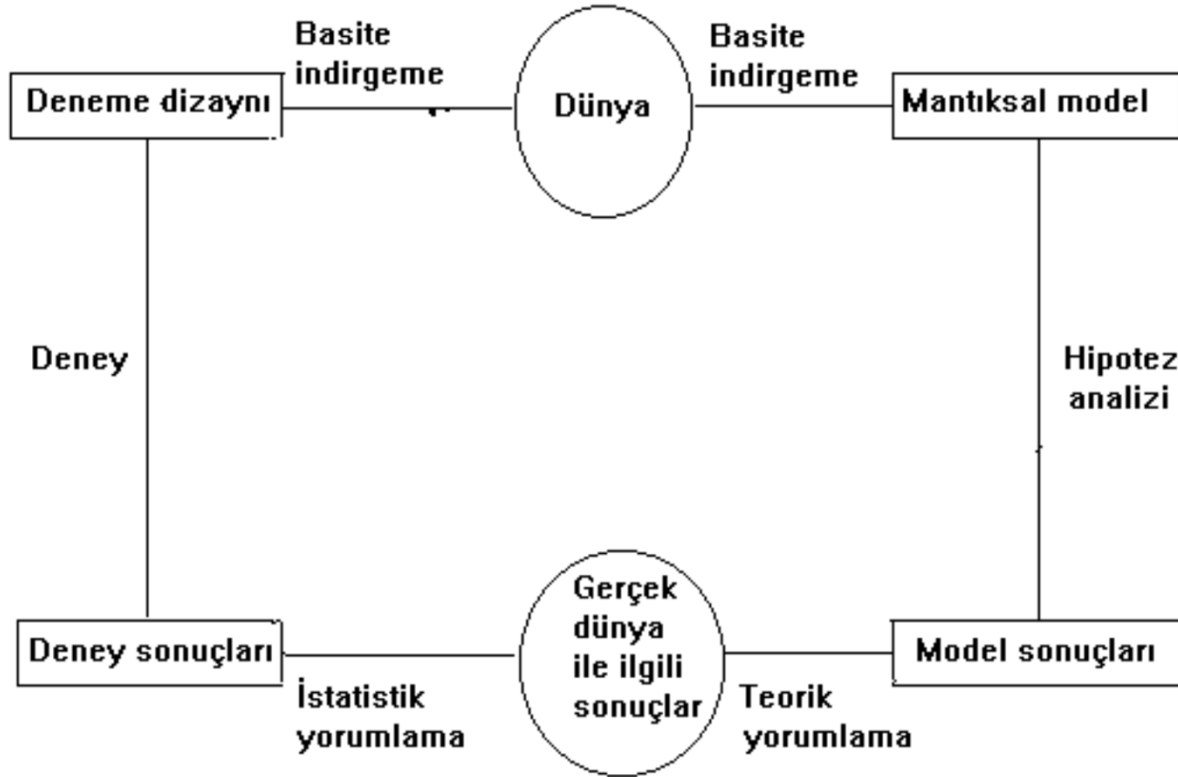 Basite
indirgeme
Basite
indirgeme
Deneme dizaynı
Dünya
Mantıksal model
Deney
Hipotez
analizi
Deney sonuçları
Gerçek
dünya
ile ilgili
sonuçlar
Model sonuçları
İstatistik
yorumlama
Teorik
yorumlama